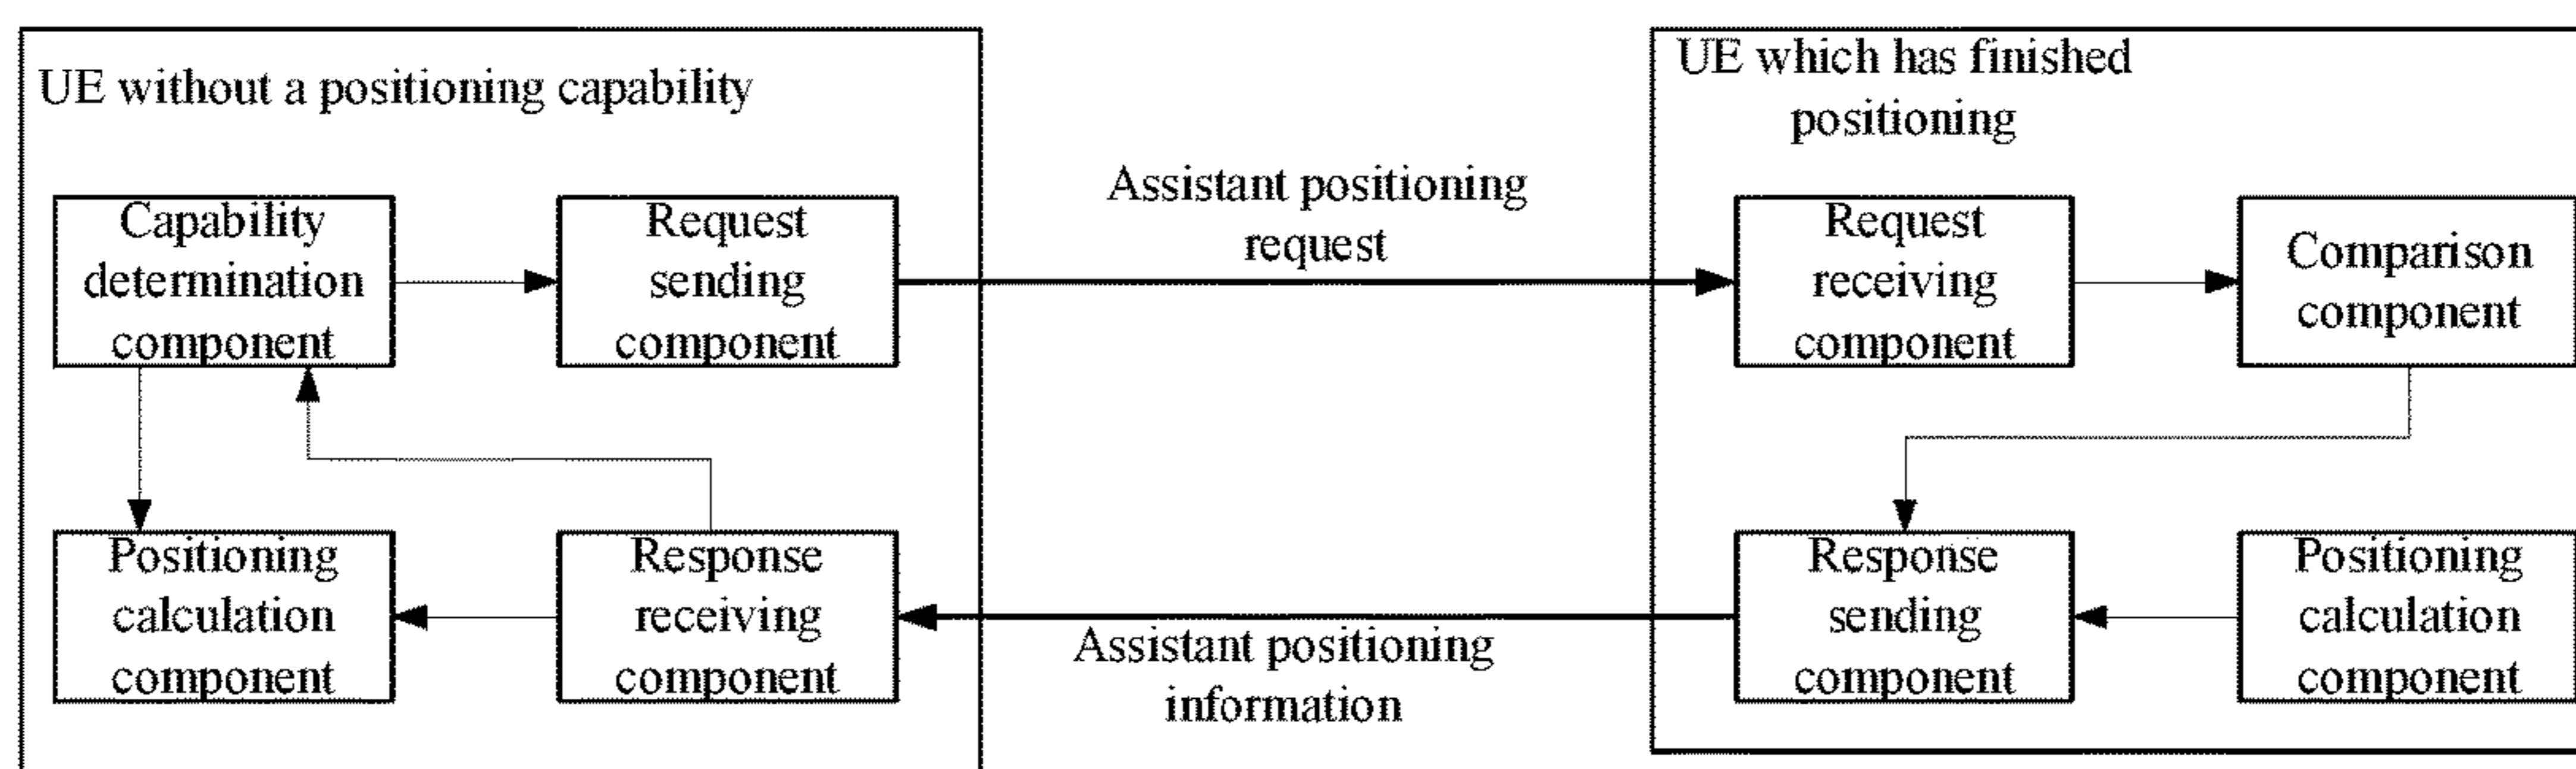 UE without a positioning capability
Capability
determination
component
Request
sending
component
Positioning
calculation
component
Response
receiving
component
Assistant positioning
request
Assistant positioning
information
UE which has finished
positioning
Request
receiving
component
Comparison
component
Response
sending
component
Positioning
calculation
component